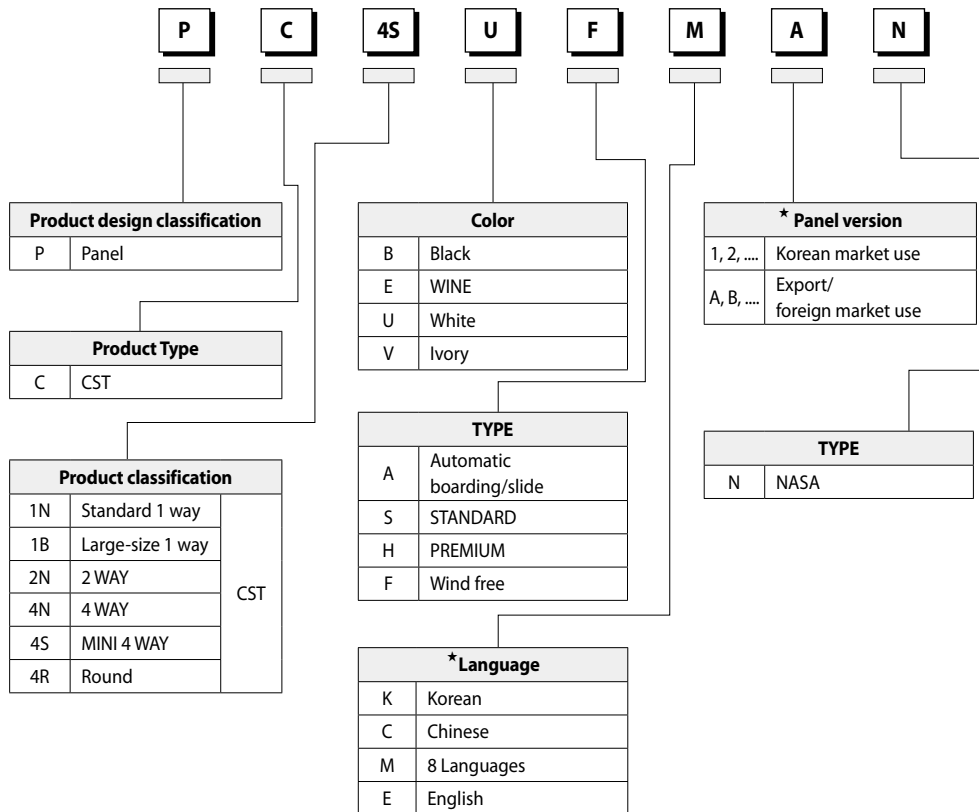 P C 4S U F M A N
Product design classification
P Panel
Product Type
C CST
Product classification
1N Standard 1 way
1B Large-size 1 way
2N 2 WAY
4N 4 WAY
4S MINI 4 WAY
4R Round
CST
Color
B Black
E WINE
U White
V Ivory
TYPE
A Automatic
boarding/slide
S STANDARD
H PREMIUM
F Wind free
★Language
K Korean
C Chinese
M 8 Languages
E English
★ Panel version
1, 2, .... Korean market use
A, B, .... Export/
foreign market use
TYPE
N NASA